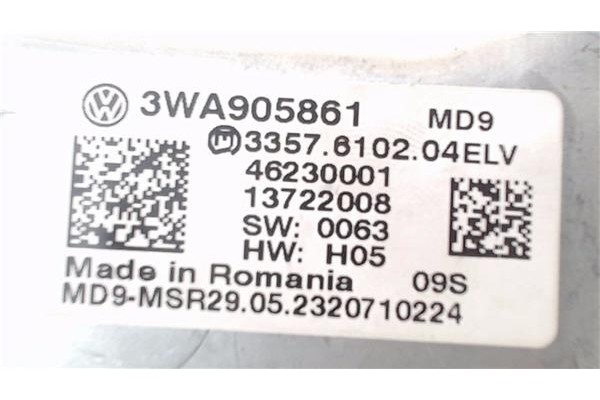 3WA905861 MD9
3357.6102.04ELV
46230001
13722008
SW: 0063
HW: H05
Made in Romania 09S
MD9-MSR29.05.2320710224